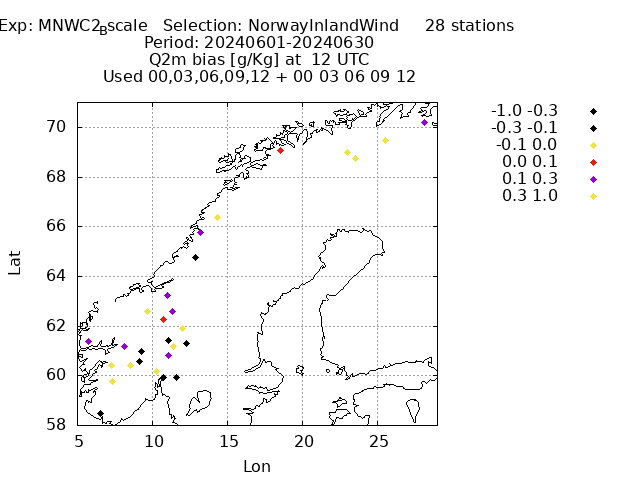 Exp: MNWC2Bscale   Selection: NorwayInlandWind     28 stations
Period: 20240601-20240630
Q2m bias [g/Kg] at  12 UTC
Used 00,03,06,09,12 + 00 03 06 09 12
-1.0 -0.3
-0.3 -0.1
-0.1 0.0
0.0 0.1
0.1 0.3
0.3 1.0
70
68
66
64
62
60
58
Lat
5 10 15 20 25
Lon